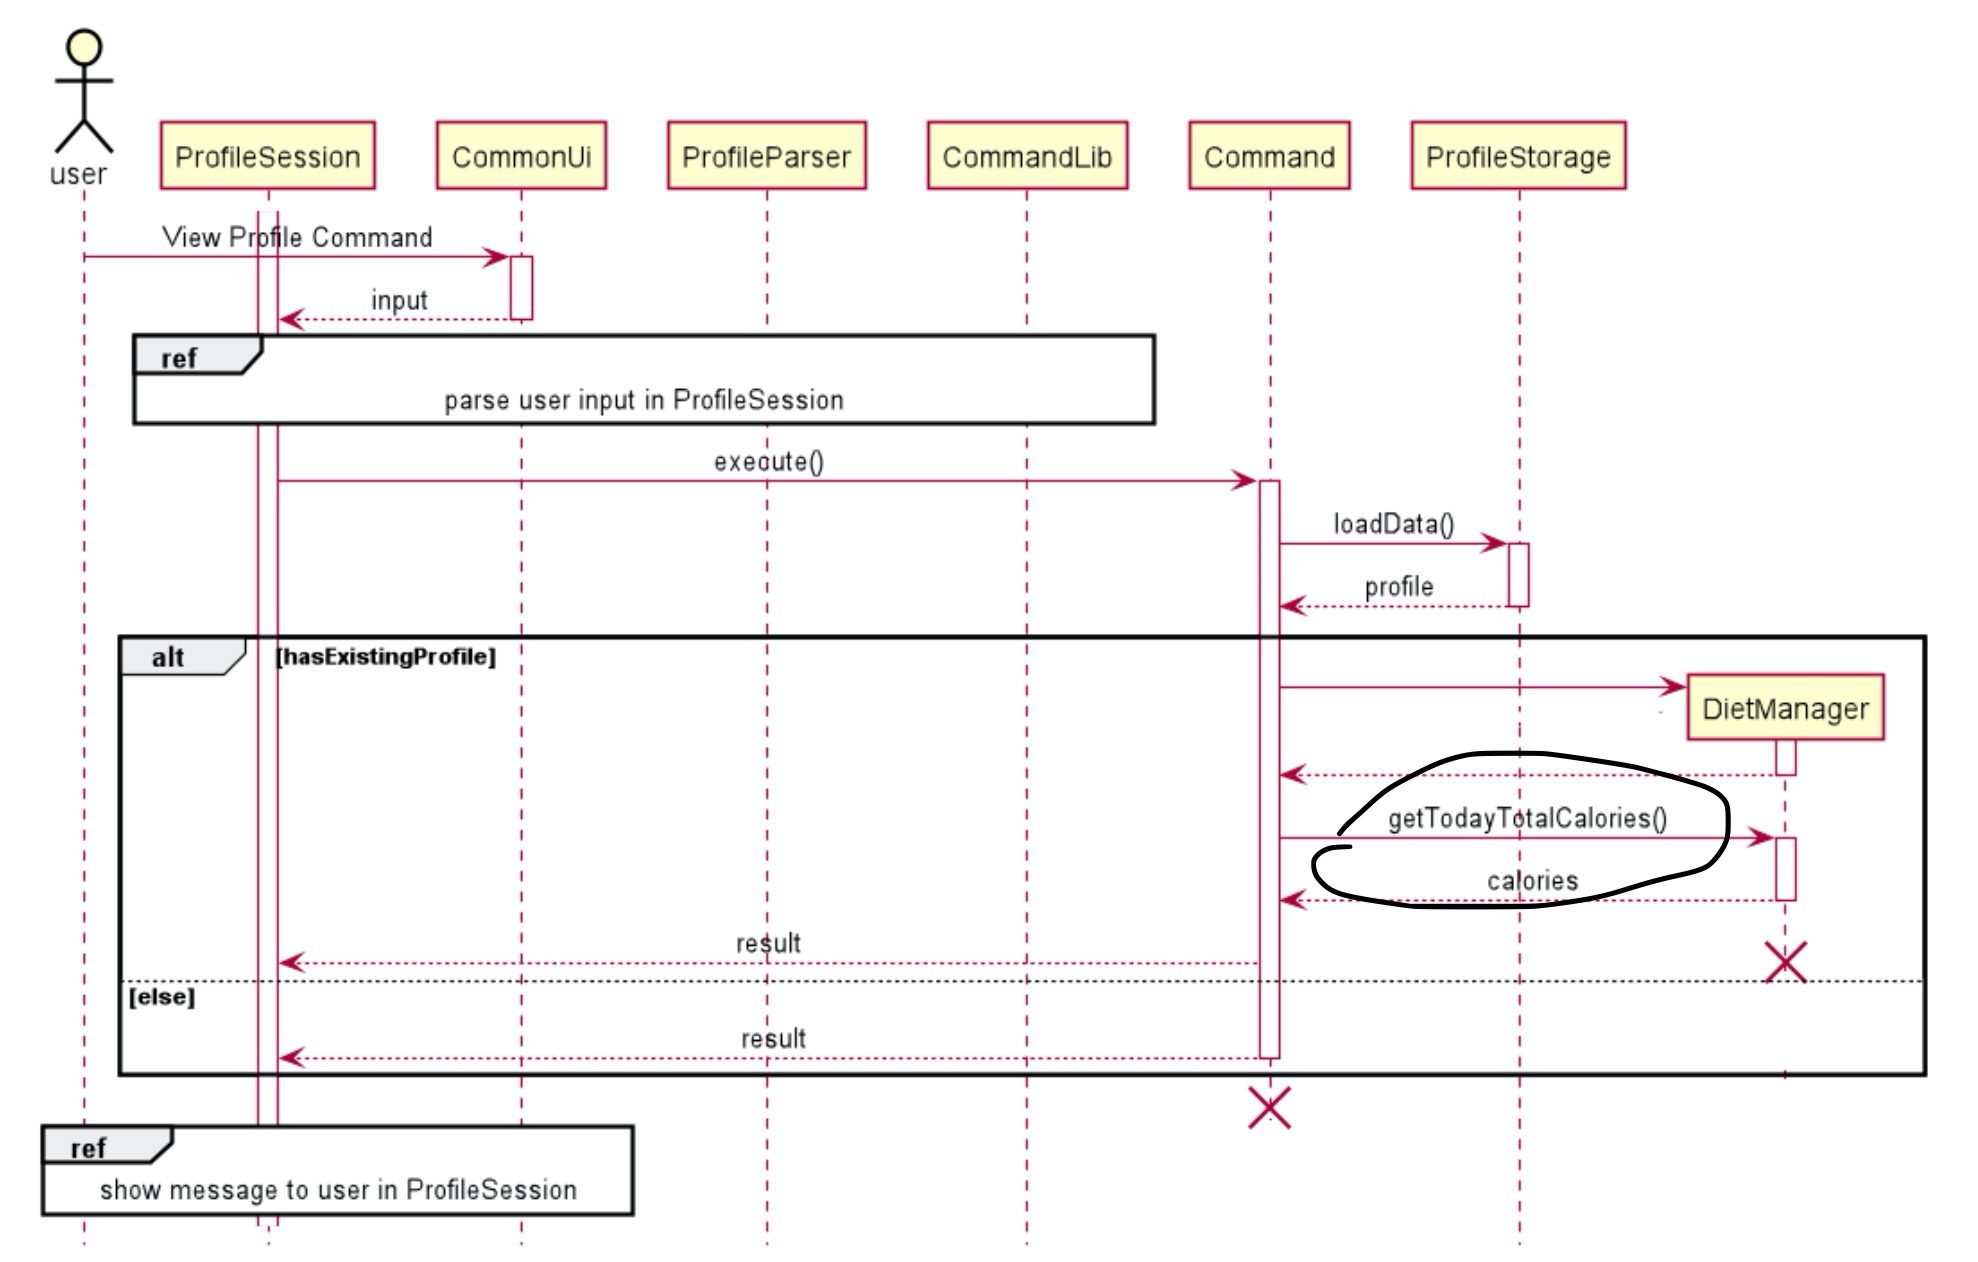 user
ProfileSession
CommonUi
ProfileParser
CommandLib
Command
ProfileStorage
View Profile Command
input
ref
parse user input in ProfileSession
execute()
loadData()
profile
alt
[hasExistingProfile]
DietManager
getTodayTotalCalories()
calories
result
[else]
result
ref
show message to user in ProfileSession